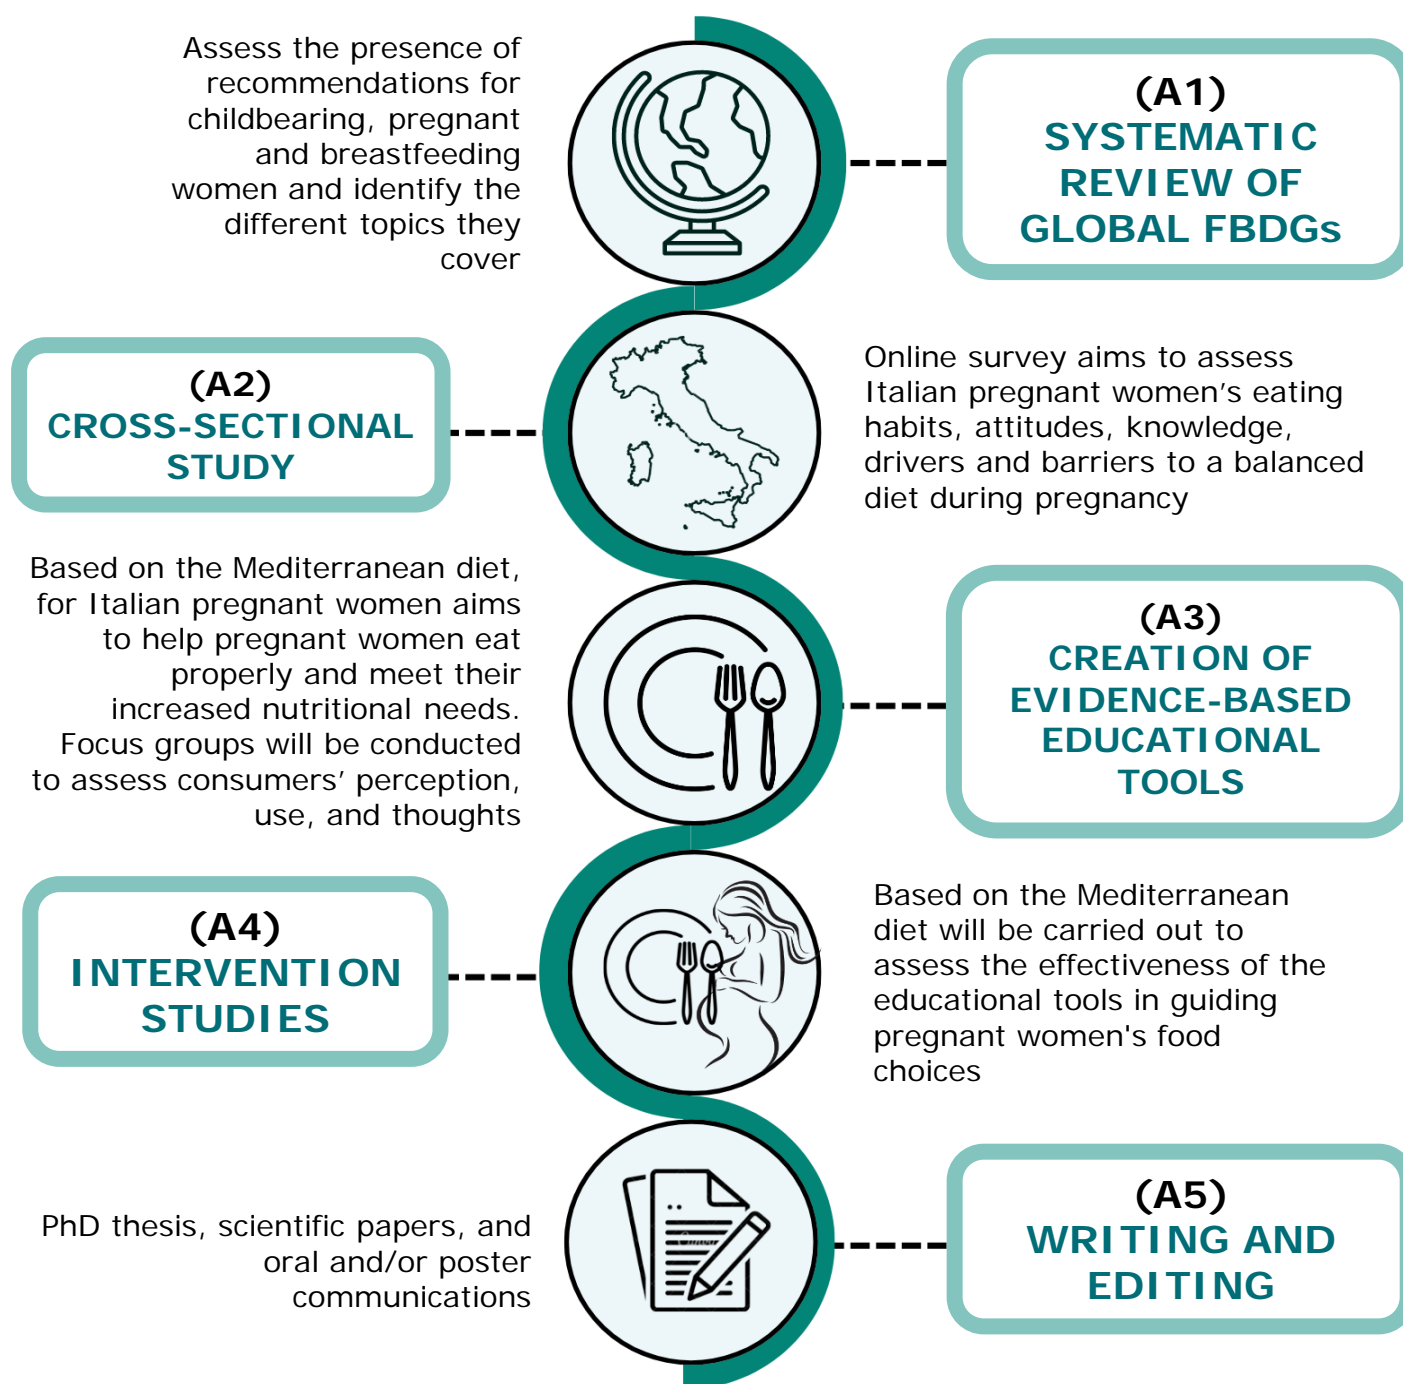 Assess the presence of
recommendations for
childbearing, pregnant
and breastfeeding
women and identify the
different topics they
cover
(A1)
SYSTEMATIC
REVIEW OF
GLOBAL FBDGs
(A2)
CROSS-SECTIONAL
STUDY
Online survey aims to assess
Italian pregnant women's eating
habits, attitudes, knowledge,
drivers and barriers to a balanced
diet during pregnancy
Based on the Mediterranean diet,
for Italian pregnant women aims
to help pregnant women eat
properly and meet their
increased nutritional needs.
Focus groups will be conducted
to assess consumers' perception,
use, and thoughts
(A3)
CREATION OF
EVIDENCE-BASED
EDUCATIONAL
TOOLS
(A4)
INTERVENTION
STUDIES
Based on the Mediterranean
diet will be carried out to
assess the effectiveness of the
educational tools in guiding
pregnant women's food
choices
PhD thesis, scientific papers, and
oral and/or poster
communications
(A5)
WRITING AND
EDITING